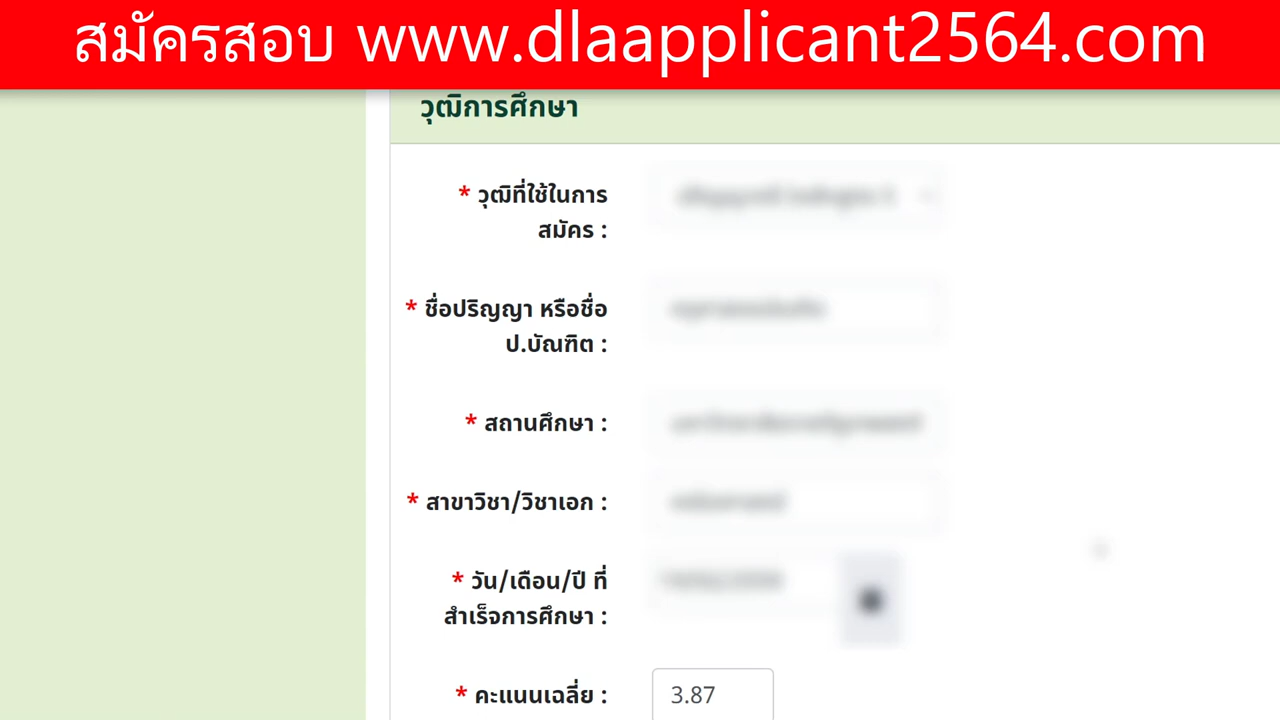 สมัครสอบ www.dlaapplicant2564.com
วุฒิการศึกษา
* วุฒิที่ใช้ในการ
สมัคร :
* ชื่อปริญญา หรือชื่อ
ป.บัณฑิต :
* สถานศึกษา :
* สาขาวิชา/วิชาเอก :
* วัน/เดือน/ปี ที่
สำเร็จการศึกษา :
* คะแนนเฉลี่ย : 3.87